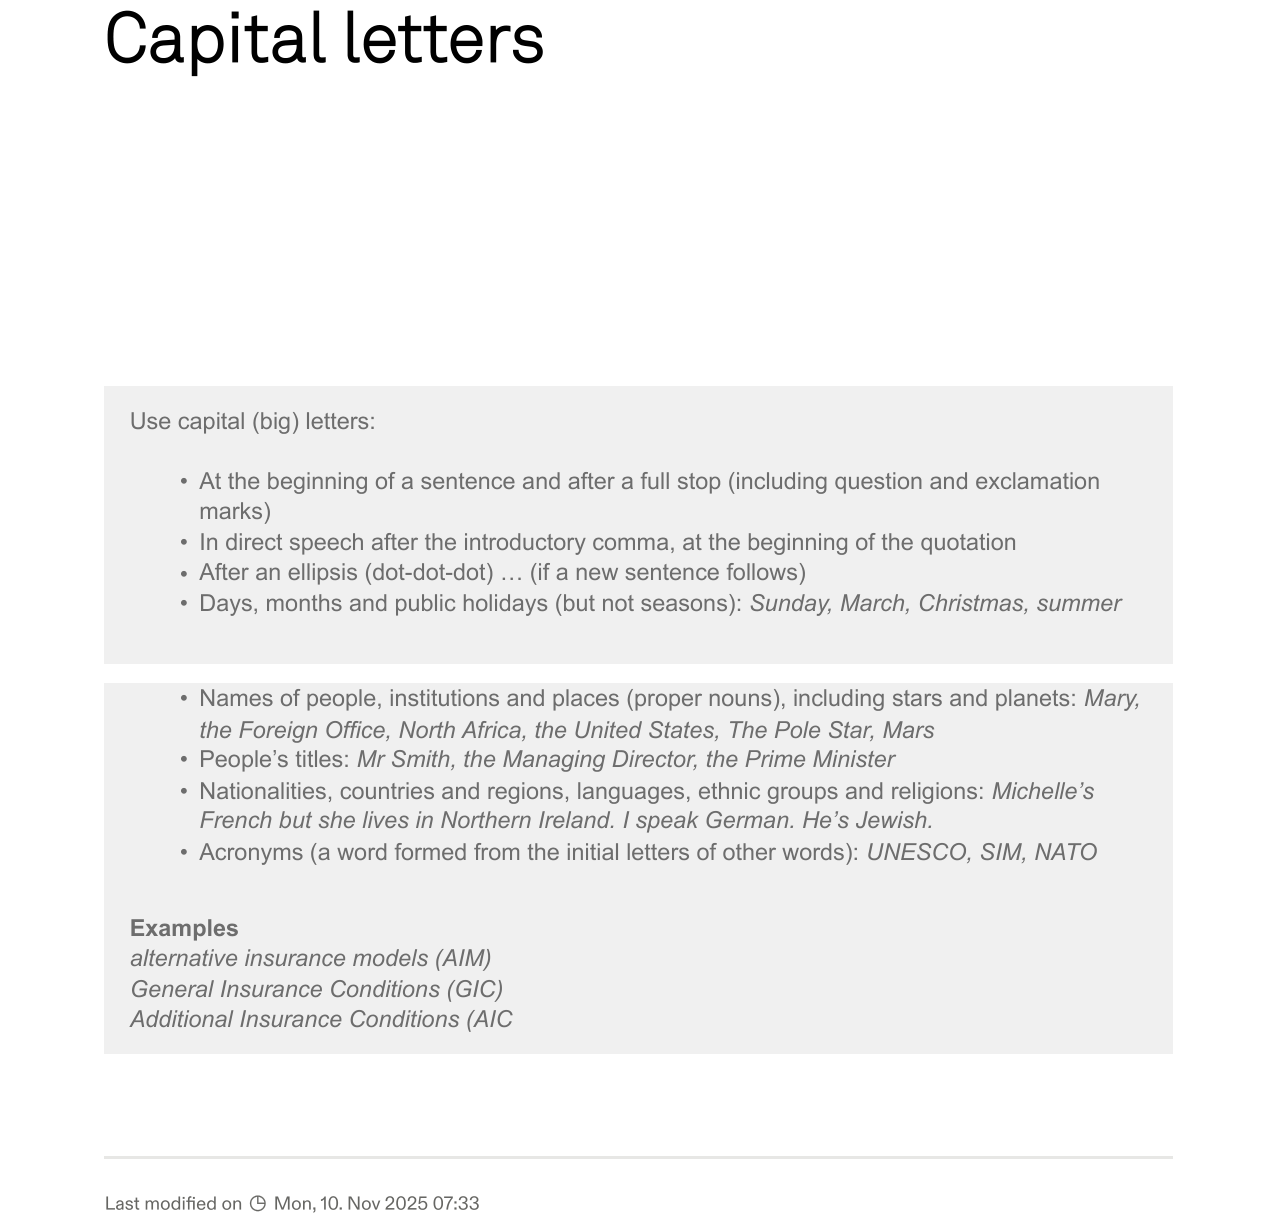 Capital letters
Use capital (big) letters:
• At the beginning of a sentence and after a full stop (including question and exclamation
marks)
• In direct speech after the introductory comma, at the beginning of the quotation
• After an ellipsis (dot-dot-dot) … (if a new sentence follows)
• Days, months and public holidays (but not seasons): Sunday, March, Christmas, summer
• Names of people, institutions and places (proper nouns), including stars and planets: Mary,
the Foreign Office, North Africa, the United States, The Pole Star, Mars
• People’s titles: Mr Smith, the Managing Director, the Prime Minister
• Nationalities, countries and regions, languages, ethnic groups and religions: Michelle’s
French but she lives in Northern Ireland. I speak German. He’s Jewish.
• Acronyms (a word formed from the initial letters of other words): UNESCO, SIM, NATO
Examples
alternative insurance models (AIM)
General Insurance Conditions (GIC)
Additional Insurance Conditions (AIC
Last modified on Mon, 10. Nov 2025 07:33